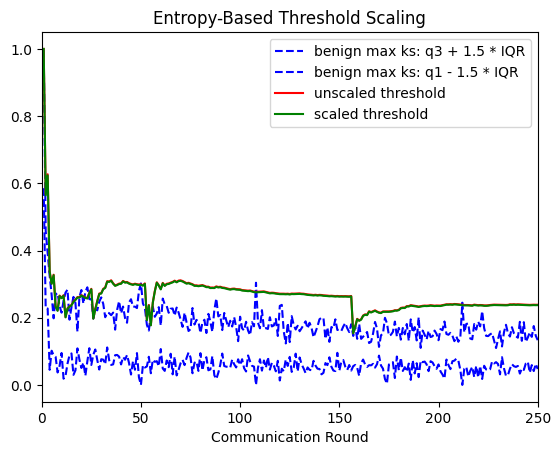 Entropy-Based Threshold Scaling
benign max ks: q3 + 1.5 * IQR
benign max ks: q1 - 1.5 * IQR
unscaled threshold
scaled threshold
1.0
0.8
0.6
0.4
0.2
0.0
0 50 100 150 200 250
Communication Round